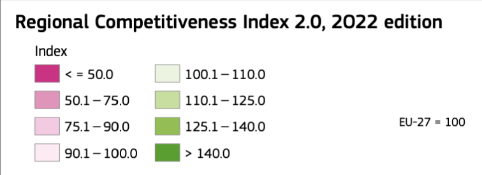 Regional Competitiveness Index 2.0, 2022 edition
Index
< = 50.0
50.1 – 75.0
75.1 – 90.0
90.1 – 100.0
100.1 – 110.0
110.1 – 125.0
125.1 – 140.0
> 140.0
EU-27 = 100